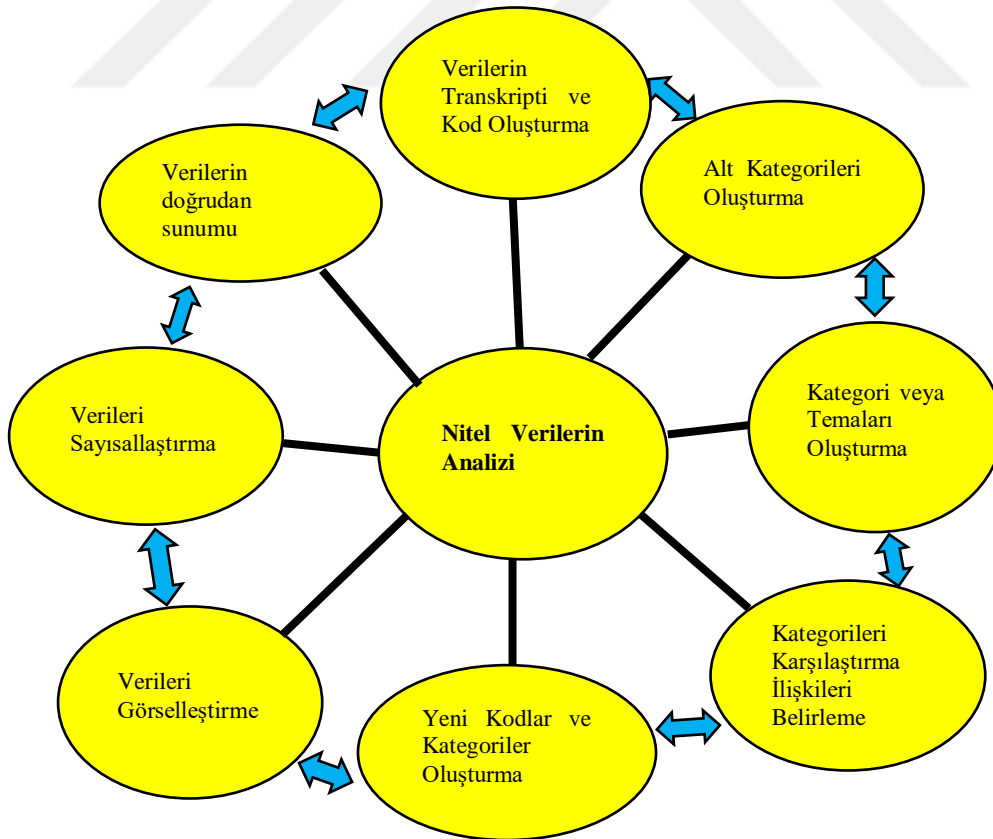 Verilerin
Transkripti ve
Kod Oluşturma
Alt Kategorileri
Oluşturma
Kategori veya
Temaları
Oluşturma
Kategorileri
Karşılaştırma
İlişkileri
Belirleme
Yeni Kodlar ve
Kategoriler
Oluşturma
Verileri
Görselleştirme
Verileri
Sayısallaştırma
Verilerin
doğrudan
sunumu
Nitel Verilerin
Analizi